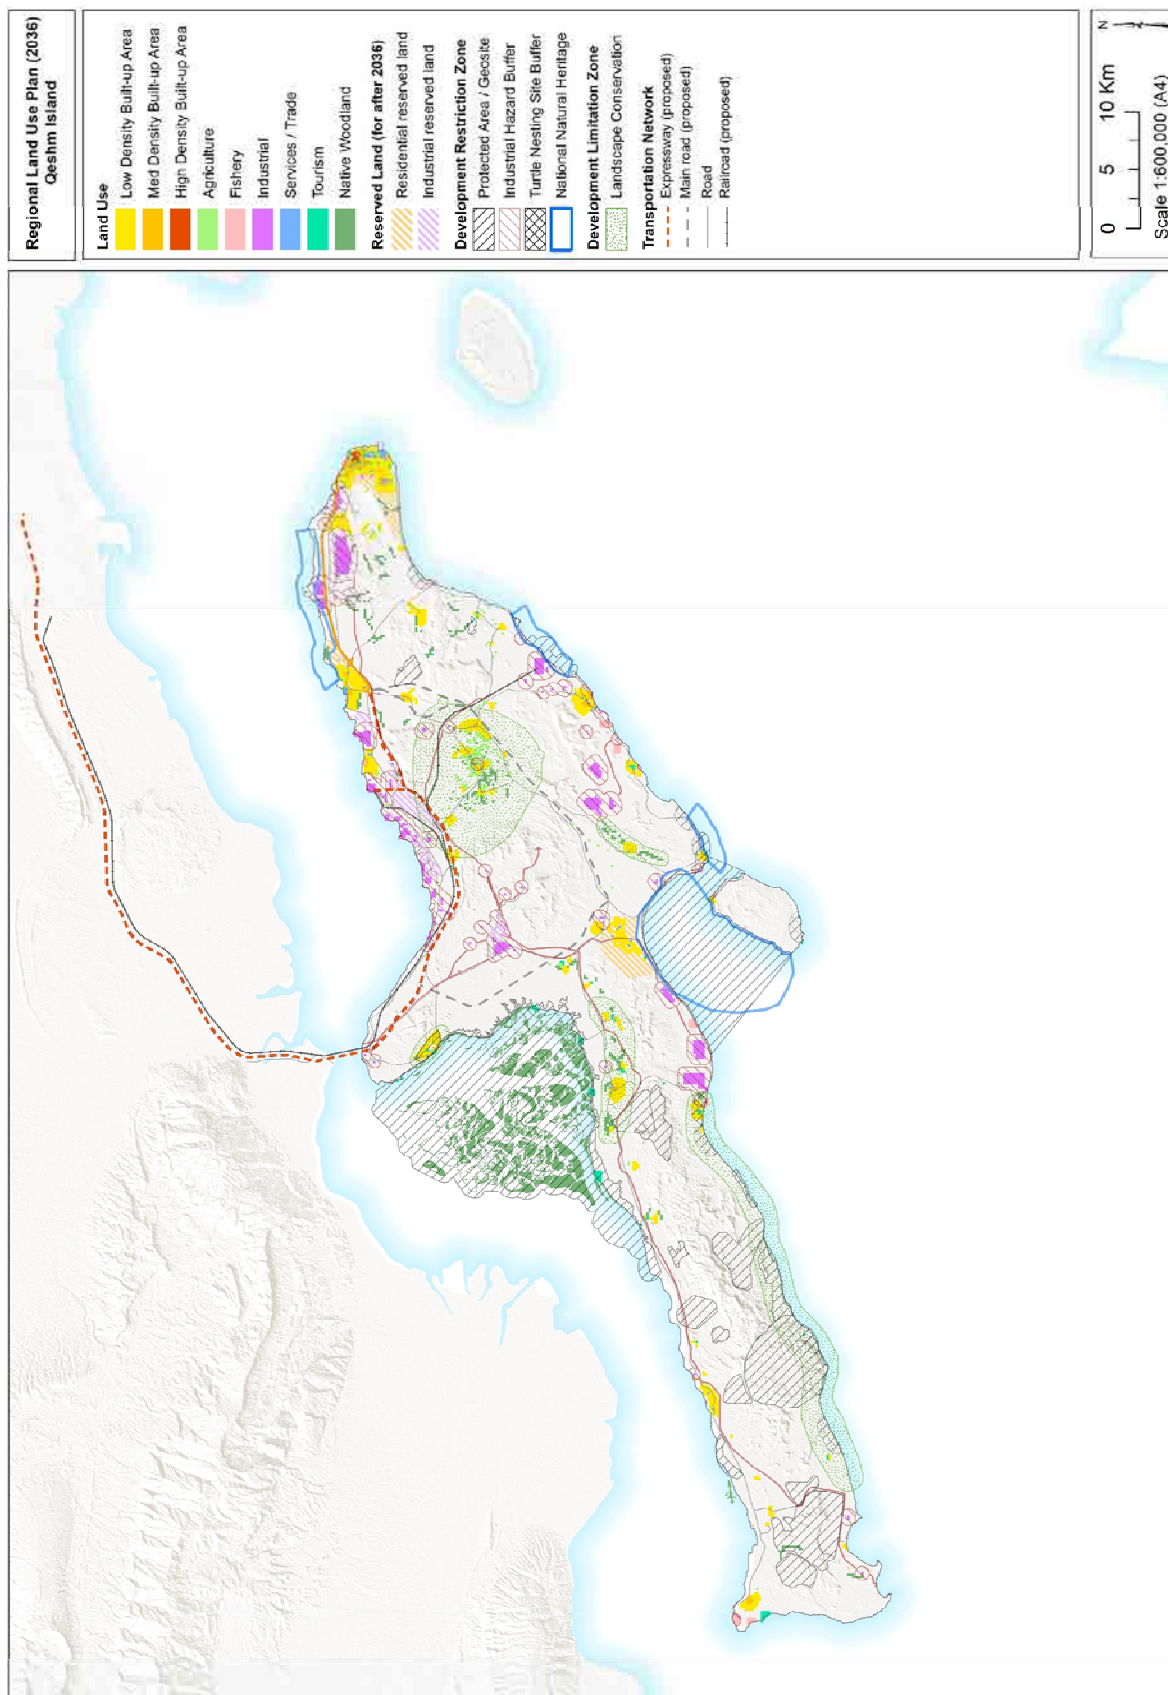 Regional Land Use Plan (2036)
Qeshm Island
Land Use
Low Density Built-up Area
Med Density Built-up Area
High Density Built-up Area
Agriculture
Fishery
Industrial
Services / Trade
Tourism
Native Woodland
Reserved Land (for after 2036)
Residential reserved land
Industrial reserved land
Development Restriction Zone
Protected Area / Geosite
Industrial Hazard Buffer
Turtle Nesting Site Buffer
National Natural Heritage
Development Limitation Zone
Landscape Conservation
Transportation Network
Expressway (proposed)
Main road (proposed)
Road
Railroad (proposed)
N
0 5 10 Km
Scale 1:600,000 (A4)